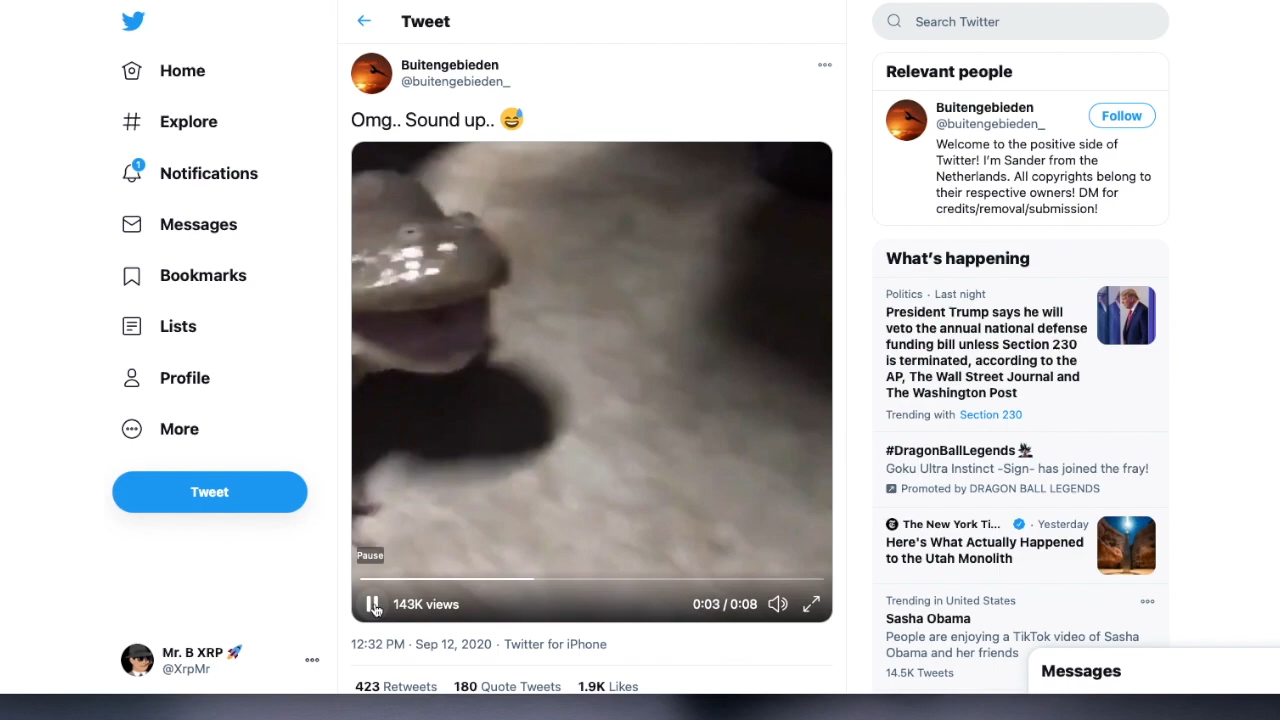 Home
Explore
1
Notifications
Messages
Bookmarks
Lists
Profile
More
Tweet
Mr. B XRP 🚀
@XrpMr
Tweet
Buitengebieden
@buitengebieden_
Omg.. Sound up.. 😅
Pause
143K views
0:03 / 0:08
12:32 PM · Sep 12, 2020 · Twitter for iPhone
423 Retweets 180 Quote Tweets 1.9K Likes
Search Twitter
Relevant people
Buitengebieden
@buitengebieden_
Follow
Welcome to the positive side of
Twitter! I'm Sander from the
Netherlands. All copyrights belong to
their respective owners! DM for
credits/removal/submission!
What's happening
Politics · Last night
President Trump says he will
veto the annual national defense
funding bill unless Section 230
is terminated, according to the
AP, The Wall Street Journal and
The Washington Post
Trending with Section 230
#DragonBallLegends
Goku Ultra Instinct -Sign- has joined the fray!
Promoted by DRAGON BALL LEGENDS
The New York Ti... · Yesterday
Here's What Actually Happened
to the Utah Monolith
Trending in United States
Sasha Obama
People are enjoying a TikTok video of Sasha
Obama and her friends
14.5K Tweets
Messages